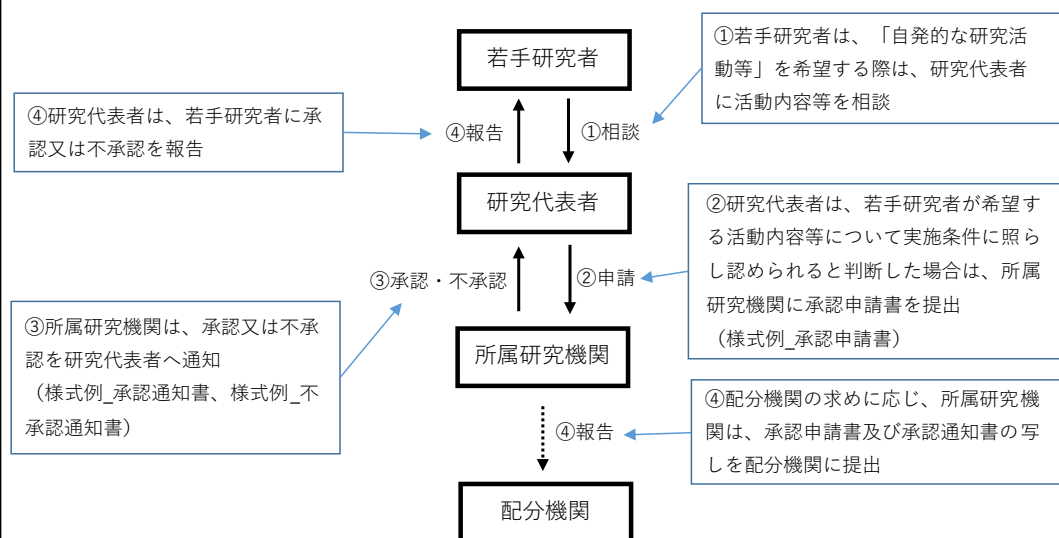 若手研究者
①若手研究者は、「自発的な研究活
動等」を希望する際は、研究代表者
に活動内容等を相談
④研究代表者は、若手研究者に承
認又は不承認を報告
④報告
①相談
研究代表者
②研究代表者は、若手研究者が希望す
る活動内容等について実施条件に照ら
し認められると判断した場合は、所属
研究機関に承認申請書を提出
（様式例_承認申請書）
③承認・不承認
②申請
③所属研究機関は、承認又は不承
認を研究代表者へ通知
（様式例_承認通知書、様式例_不
承認通知書）
所属研究機関
④配分機関の求めに応じ、所属研究機
関は、承認申請書及び承認通知書の写
しを配分機関に提出
④報告
配分機関